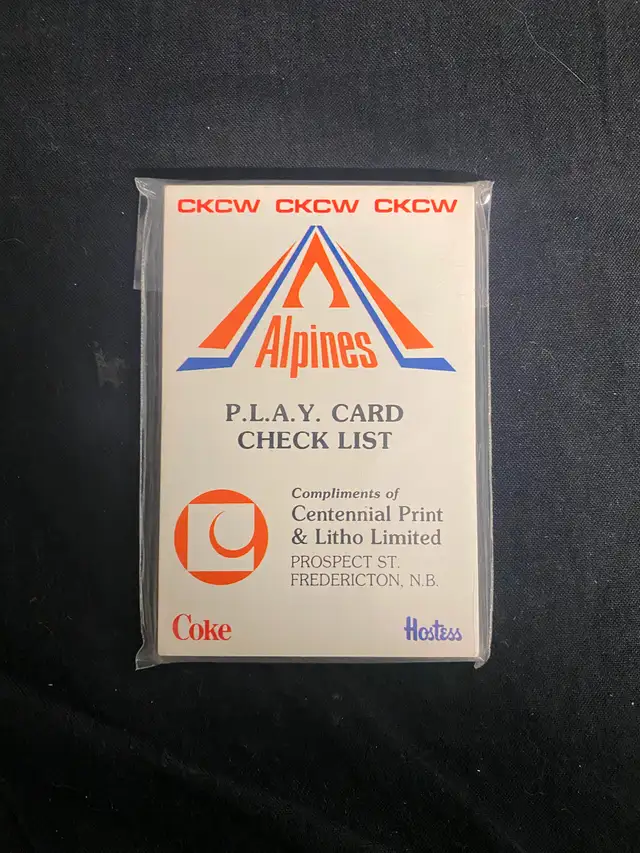 CKCW CKCW CKCW
Alpines
P.L.A.Y. CARD
CHECK LIST
Compliments of
Centennial Print
& Litho Limited
PROSPECT ST.
FREDERICTON, N.B.
Coke
Hostess